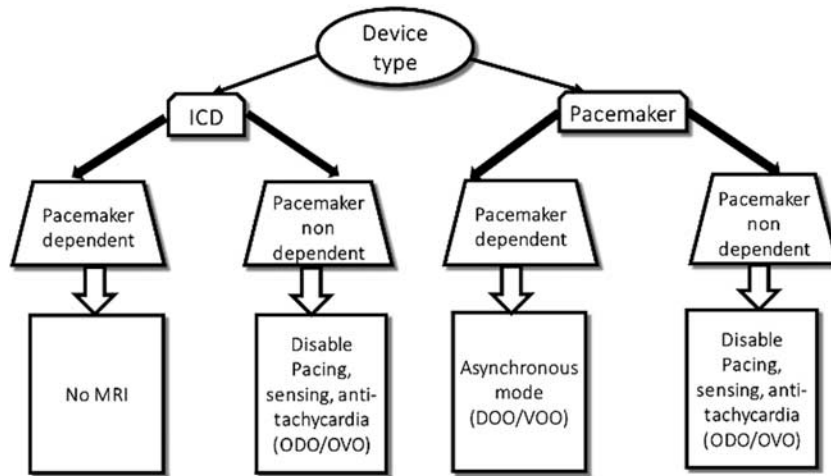 Device
type
ICD
Pacemaker
Pacemaker
dependent
Pacemaker
non
dependent
Pacemaker
dependent
Pacemaker
non
dependent
No MRI
Disable
Pacing,
sensing, anti-
tachycardia
(ODO/OVO)
Asynchronous
mode
(DOO/VOO)
Disable
Pacing,
sensing, anti-
tachycardia
(ODO/OVO)